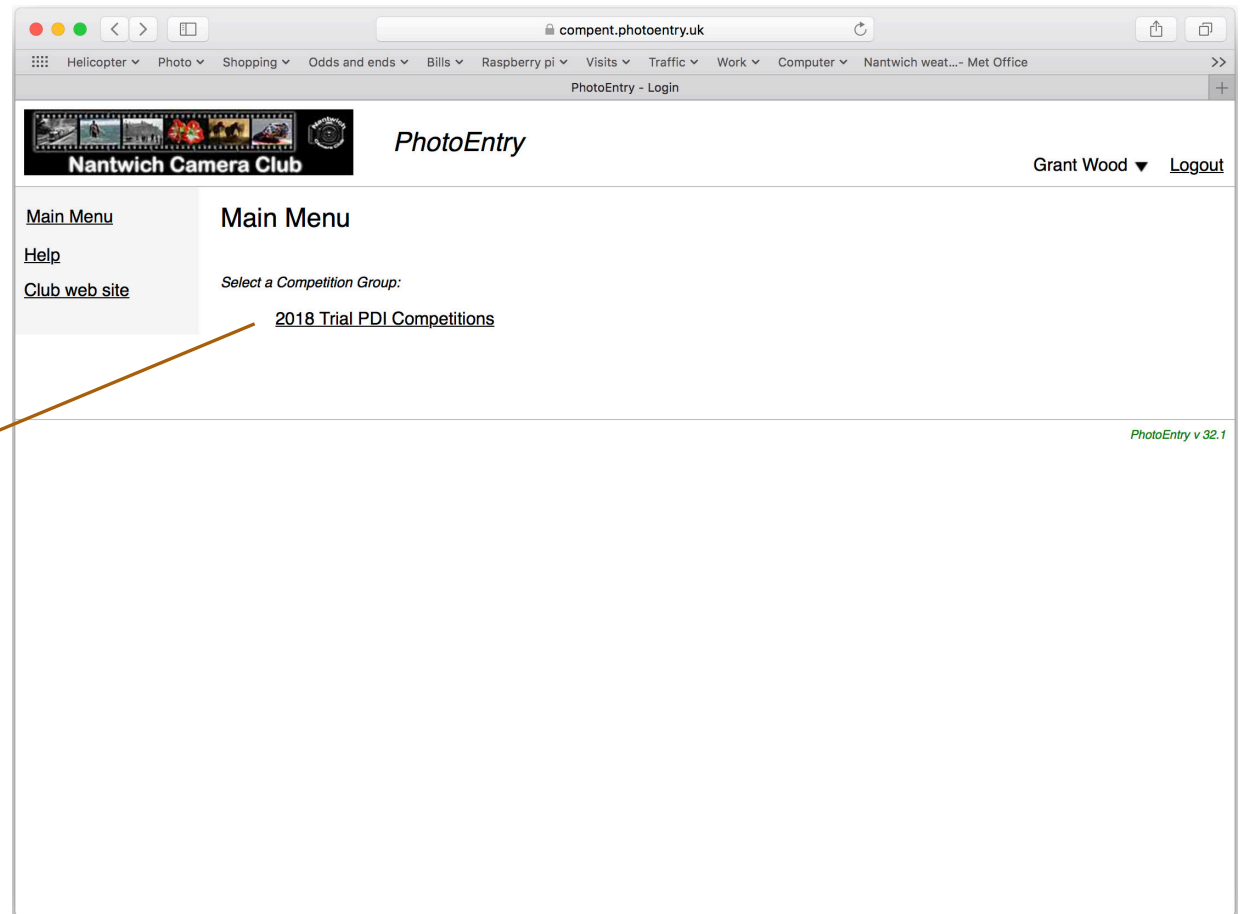 compent.photoentry.uk
Helicopter Photo Shopping Odds and ends Bills Raspberry pi Visits Traffic Work Computer Nantwich weat...- Met Office >>
PhotoEntry - Login +
Nantwich
Nantwich Camera Club
PhotoEntry
Grant Wood ▼ Logout
Main Menu
Help
Club web site
Main Menu
Select a Competition Group:
2018 Trial PDI Competitions
PhotoEntry v 32.1